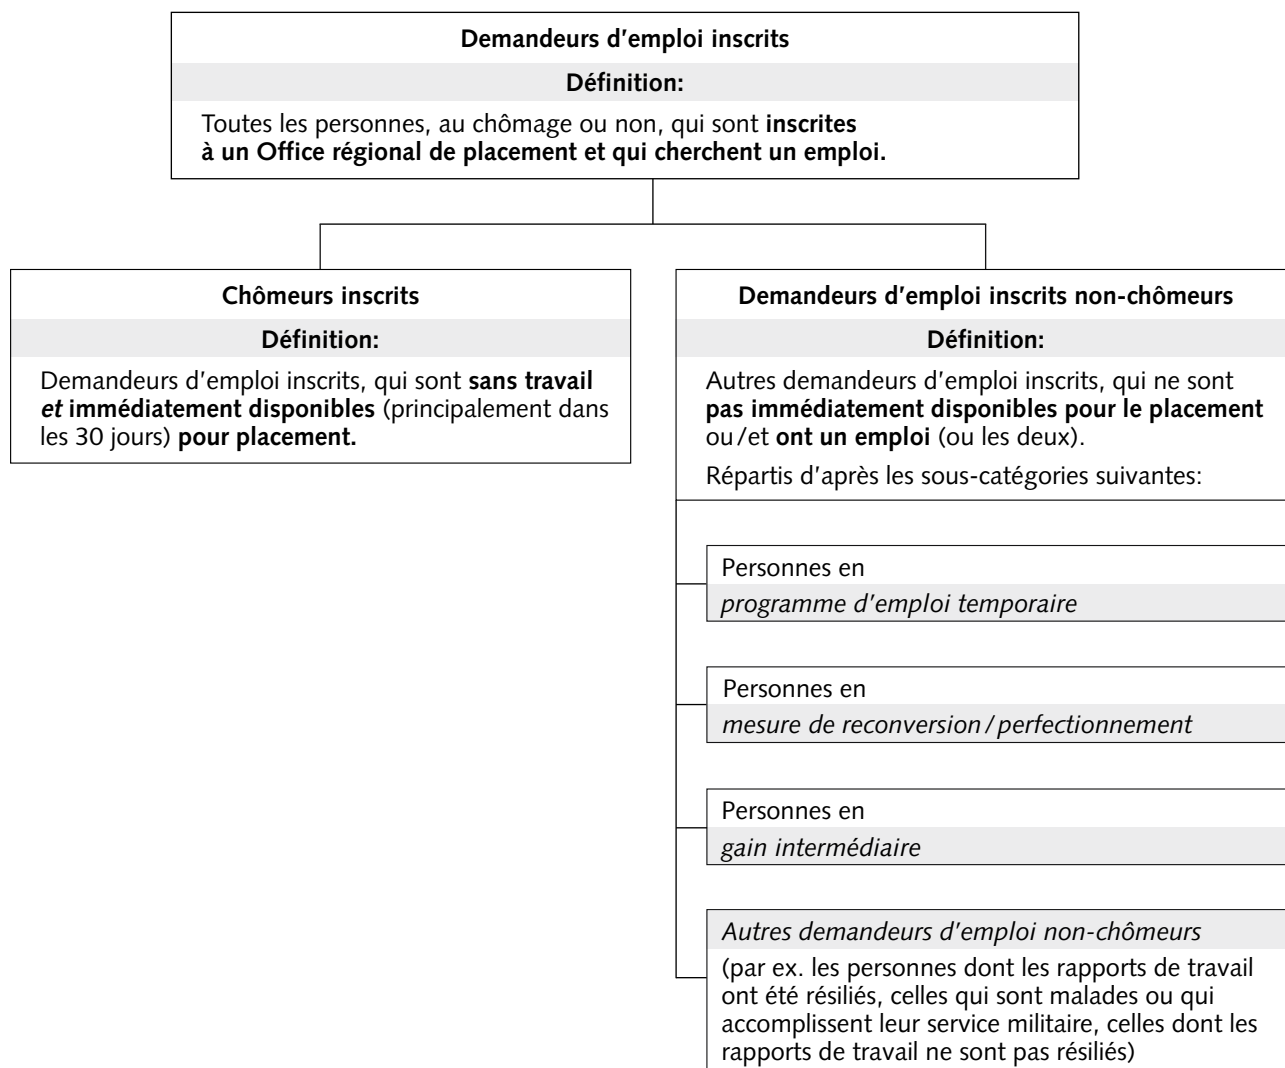 Demandeurs d'emploi inscrits
Définition:
Toutes les personnes, au chômage ou non, qui sont inscrites
à un Office régional de placement et qui cherchent un emploi.
Chômeurs inscrits
Définition:
Demandeurs d'emploi inscrits, qui sont sans travail
et immédiatement disponibles (principalement dans
les 30 jours) pour placement.
Demandeurs d'emploi inscrits non-chômeurs
Définition:
Autres demandeurs d'emploi inscrits, qui ne sont
pas immédiatement disponibles pour le placement
ou/et ont un emploi (ou les deux).
Répartis d'après les sous-catégories suivantes:
Personnes en
programme d'emploi temporaire
Personnes en
mesure de reconversion/perfectionnement
Personnes en
gain intermédiaire
Autres demandeurs d'emploi non-chômeurs
(par ex. les personnes dont les rapports de travail
ont été résiliés, celles qui sont malades ou qui
accomplissent leur service militaire, celles dont les
rapports de travail ne sont pas résiliés)